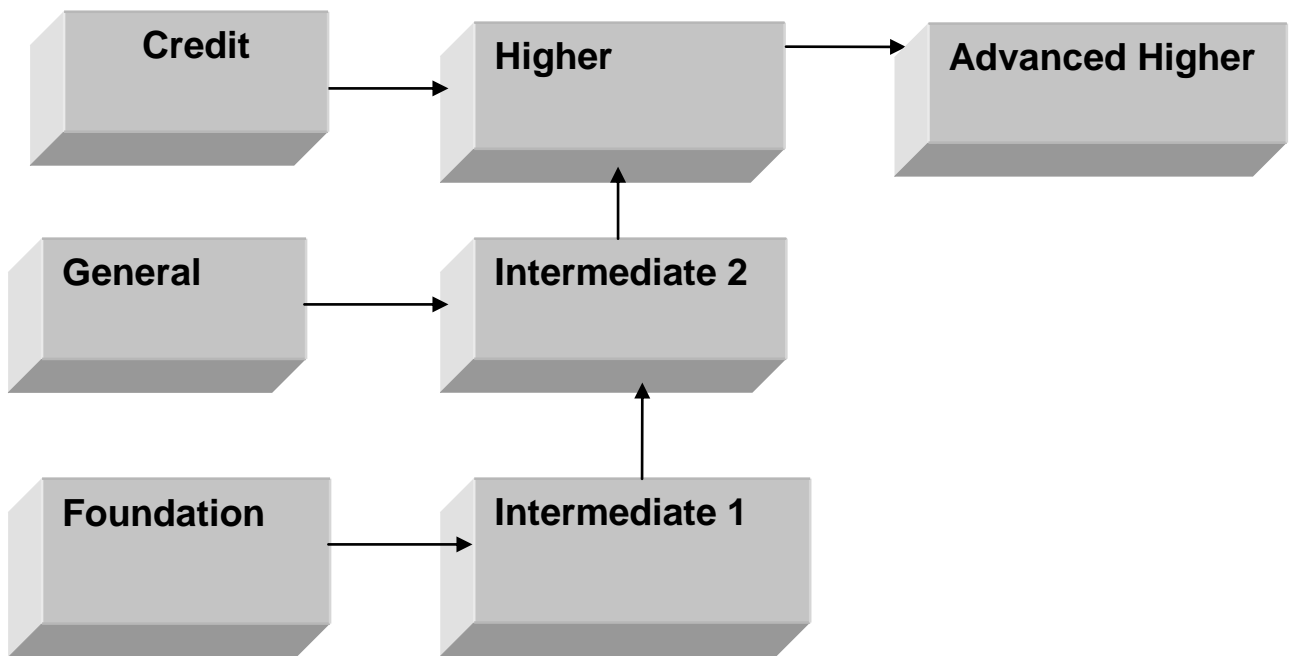 Credit
Higher
Advanced Higher
General
Intermediate 2
Foundation
Intermediate 1